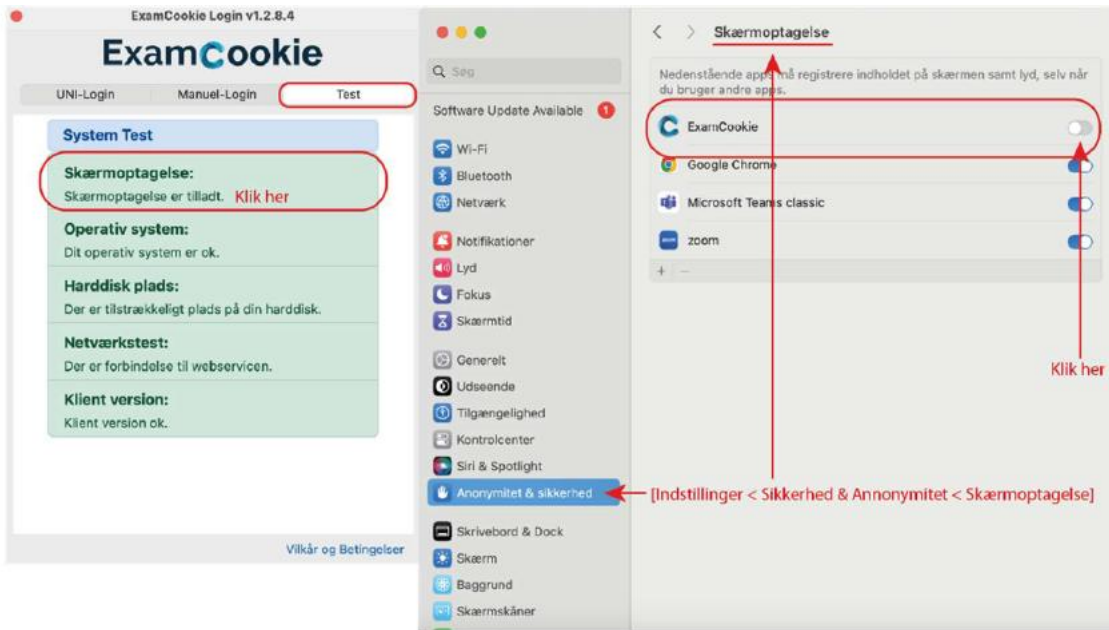 ExamCookie Login v1.2.8.4
ExamCookie
UNI-Login
Manuel-Login
Test
System Test
Skærmoptagelse:
Skærmoptagelse er tilladt. Klik her
Operativ system:
Dit operativ system er ok.
Harddisk plads:
Der er tilstrækkeligt plads på din harddisk.
Netværkstest:
Der er forbindelse til webservicen.
Klient version:
Klient version ok.
Vilkår og Betingelser
Søg
Software Update Available 1
Wi-Fi
Bluetooth
Netværk
Notifikationer
Lyd
Fokus
Skærmtid
Generelt
Udseende
Tilgængelighed
Kontrolcenter
Siri & Spotlight
Anonymitet & sikkerhed
Skrivebord & Dock
Skærm
Baggrund
Skærmskåner
Skærmoptagelse
Nedenstående apps må registrere indholdet på skærmen samt lyd, selv når
du bruger andre apps.
ExamCookie
Google Chrome
Microsoft Teams classic
zoom
Klik her
[Indstillinger < Sikkerhed & Annonymitet < Skærmoptagelse]